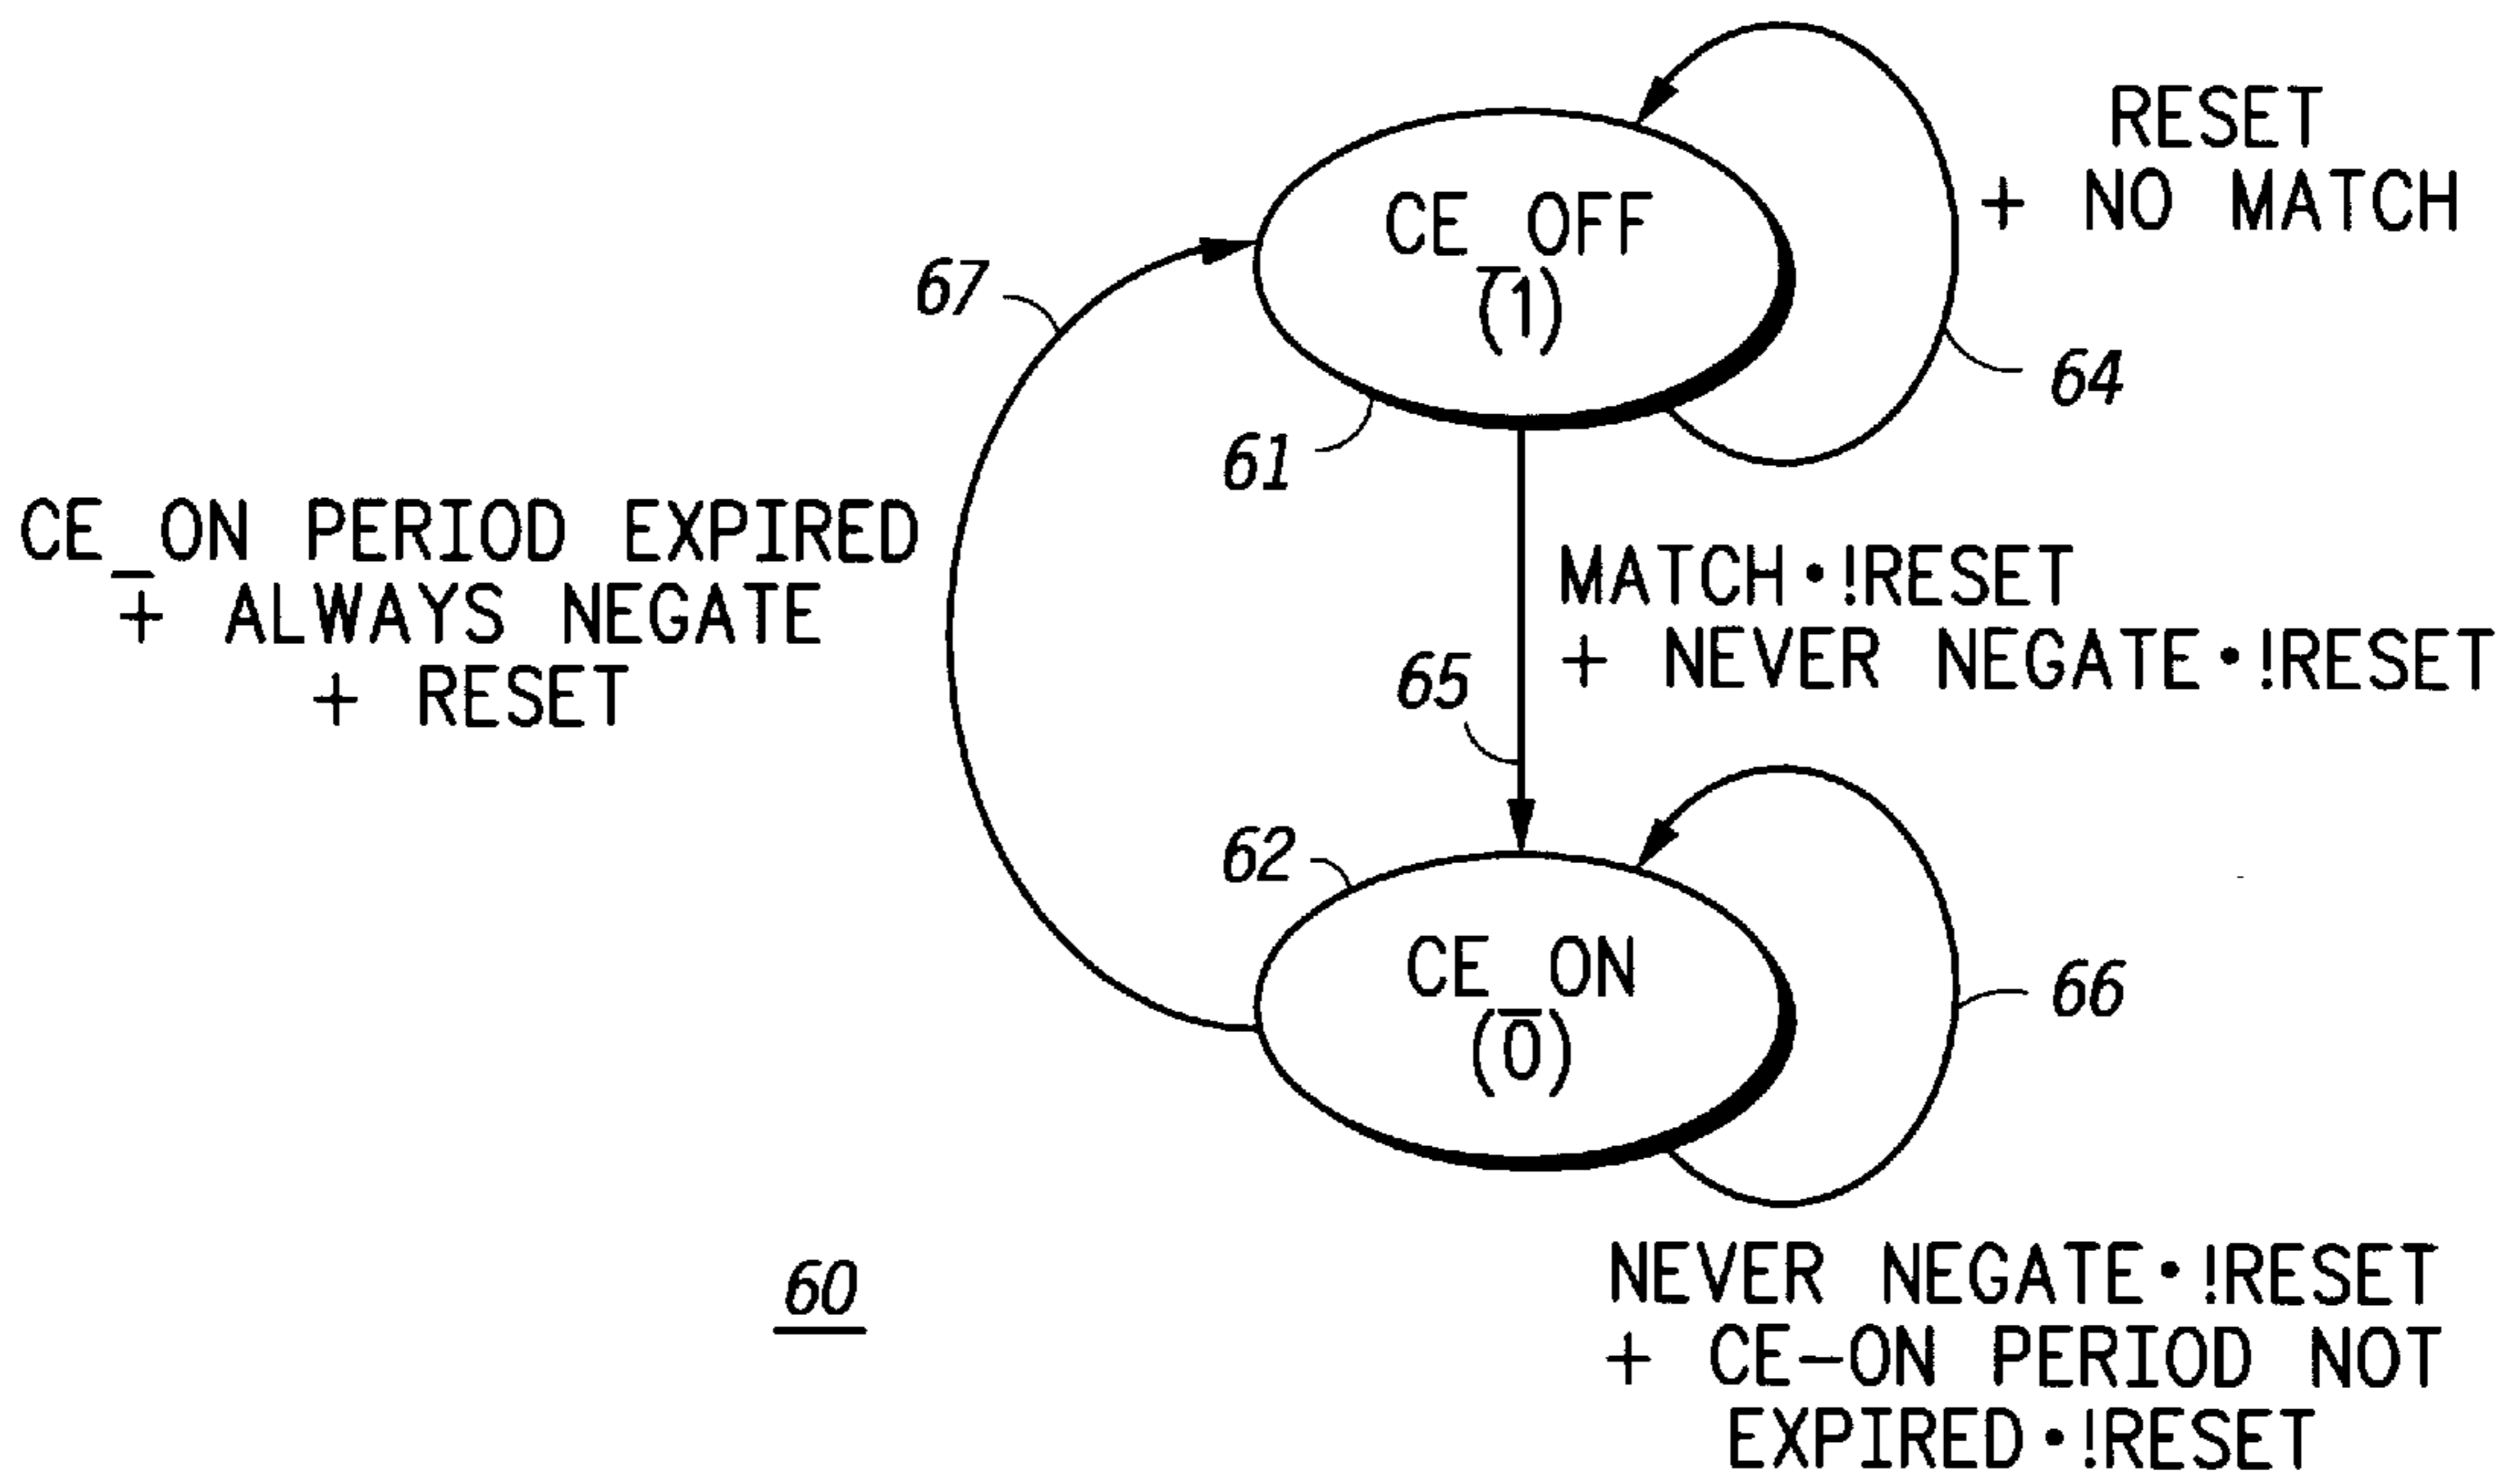 RESET
+ NO MATCH
CE_OFF
(1)
67
64
61
CE_ON PERIOD EXPIRED
+ ALWAYS NEGATE
+ RESET
MATCH•!RESET
+ NEVER NEGATE•!RESET
65
62
CE_ON
(0)
66
60
NEVER NEGATE•!RESET
+ CE–ON PERIOD NOT
EXPIRED•!RESET